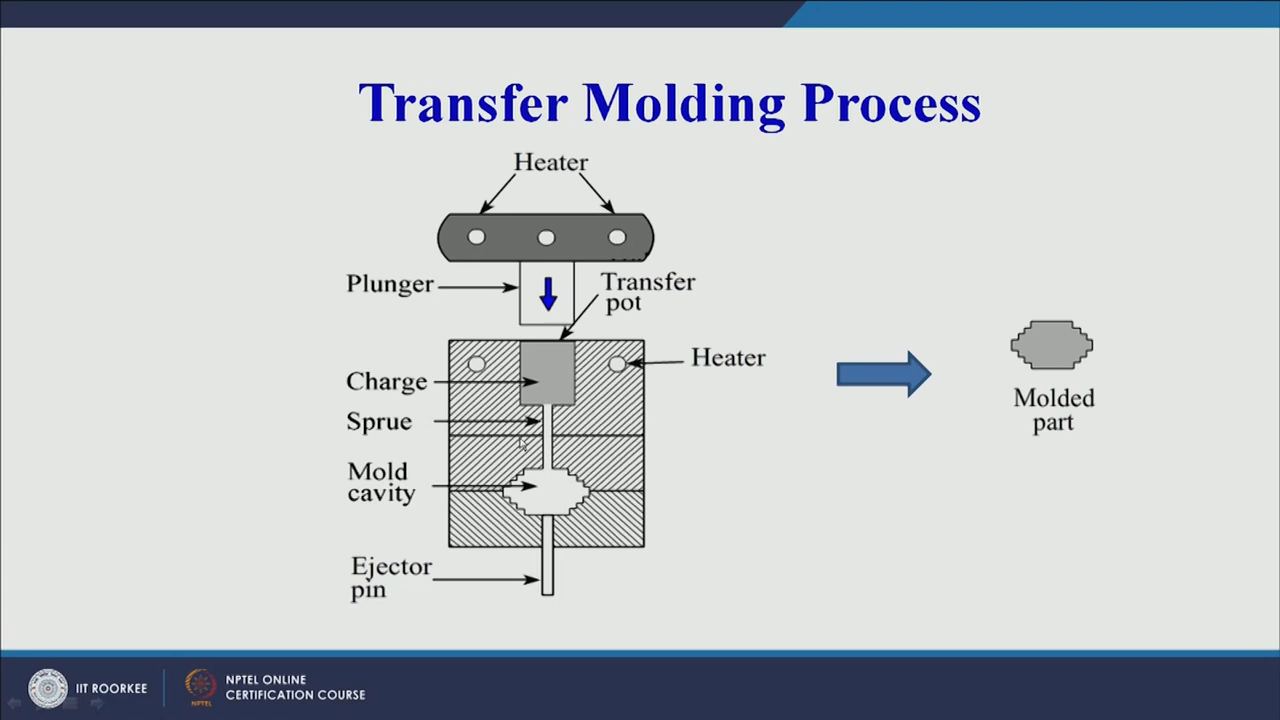 Transfer Molding Process
Heater
Plunger
Transfer
pot
Heater
Charge
Sprue
Mold
cavity
Ejector
pin
Molded
part
IIT ROORKEE
NPTEL
NPTEL ONLINE
CERTIFICATION COURSE